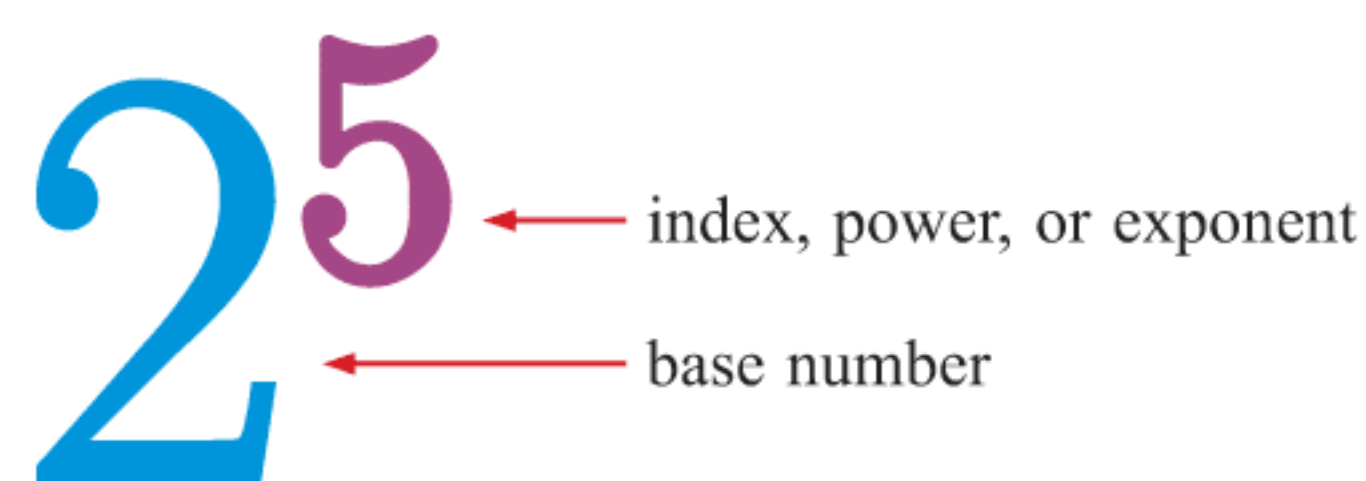 2⁵
index, power, or exponent
base number